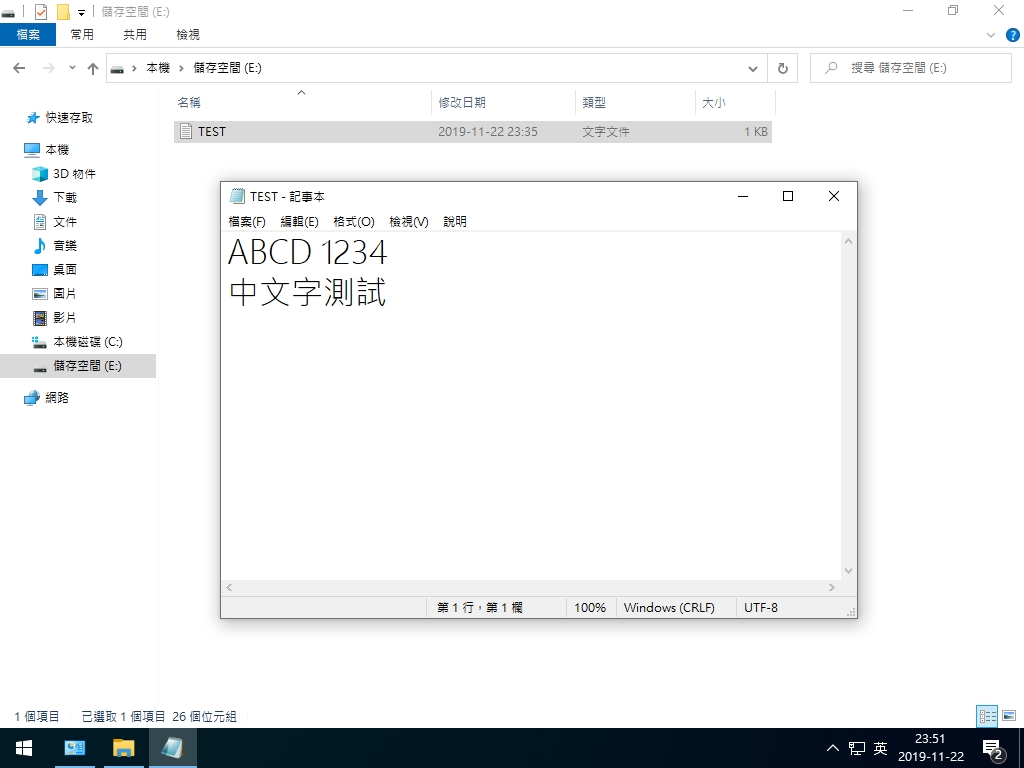 儲存空間 (E:)
檔案 常用 共用 檢視
本機 儲存空間 (E:) 搜尋 儲存空間 (E:)
名稱 修改日期 類型 大小
TEST 2019-11-22 23:35 文字文件 1 KB
快速存取
本機
3D 物件
下載
文件
音樂
桌面
圖片
影片
本機磁碟 (C:)
儲存空間 (E:)
網路
TEST - 記事本
檔案(F) 編輯(E) 格式(O) 檢視(V) 說明
ABCD 1234
中文字測試
第 1 行，第 1 欄 100% Windows (CRLF) UTF-8
1 個項目 已選取 1 個項目 26 個位元組
英 23:51
2019-11-22
2